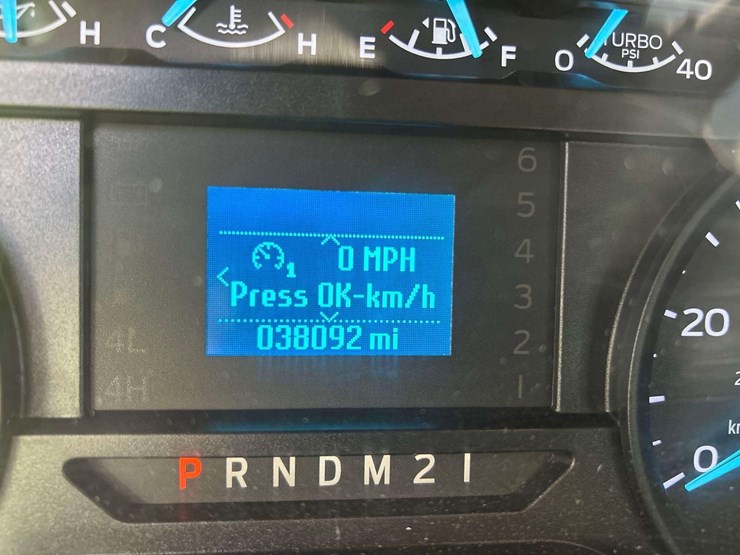 H
C H
E F
0 TURBO PSI 40
6
5
4
3
2
1
1 0 MPH
Press OK-km/h
038092 mi
4L
4H
20
0
P R N D M 2 1